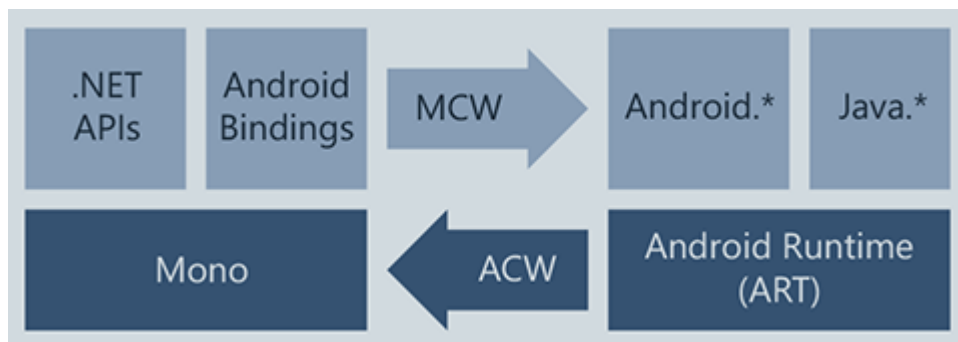 .NET
APIs
Android
Bindings
MCW
Android.*
Java.*
Mono
ACW
Android Runtime
(ART)